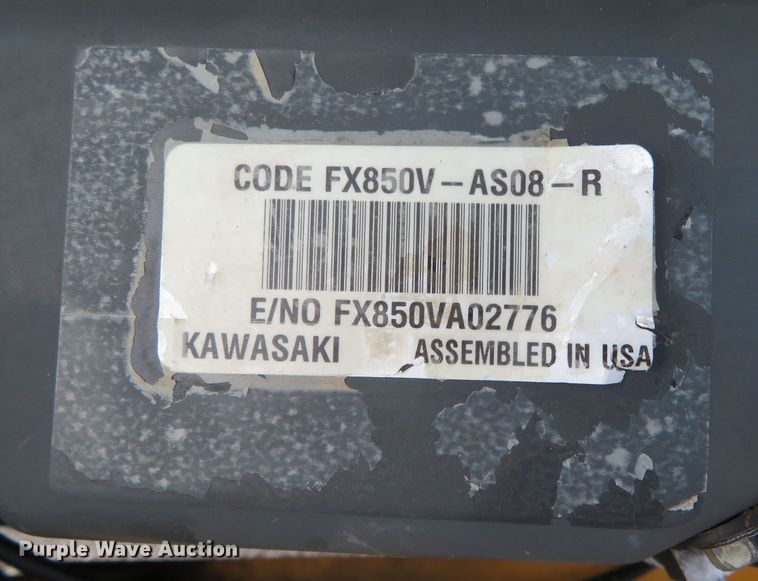 CODE FX850V-AS08-R
E/NO FX850VA02776
KAWASAKI ASSEMBLED IN USA
Purple Wave Auction